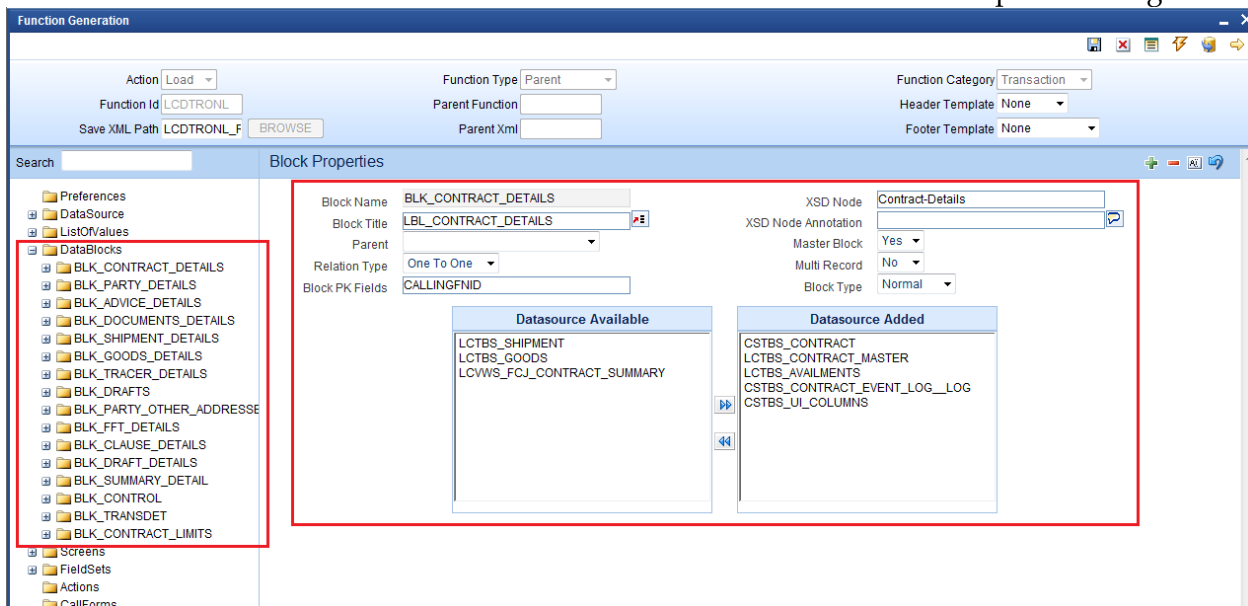 Function Generation
Action Load Function Type Parent Function Category Transaction
Function Id LCDTRONL Parent Function Header Template None
Save XML Path LCDTRONL_F BROWSE Parent Xml Footer Template None
Search Block Properties
Preferences
DataSource
ListOfValues
DataBlocks
BLK_CONTRACT_DETAILS
BLK_PARTY_DETAILS
BLK_ADVICE_DETAILS
BLK_DOCUMENTS_DETAILS
BLK_SHIPMENT_DETAILS
BLK_GOODS_DETAILS
BLK_TRACER_DETAILS
BLK_DRAFTS
BLK_PARTY_OTHER_ADDRESSE
BLK_FFT_DETAILS
BLK_CLAUSE_DETAILS
BLK_DRAFT_DETAILS
BLK_SUMMARY_DETAIL
BLK_CONTROL
BLK_TRANSDET
BLK_CONTRACT_LIMITS
Screens
FieldSets
Actions
CallForms
Block Name BLK_CONTRACT_DETAILS XSD Node Contract-Details
Block Title LBL_CONTRACT_DETAILS XSD Node Annotation
Parent Master Block Yes
Relation Type One To One Multi Record No
Block PK Fields CALLINGFNID Block Type Normal
Datasource Available
LCTBS_SHIPMENT
LCTBS_GOODS
LCVWS_FCJ_CONTRACT_SUMMARY
Datasource Added
CSTBS_CONTRACT
LCTBS_CONTRACT_MASTER
LCTBS_AVAILMENTS
CSTBS_CONTRACT_EVENT_LOG__LOG
CSTBS_UI_COLUMNS